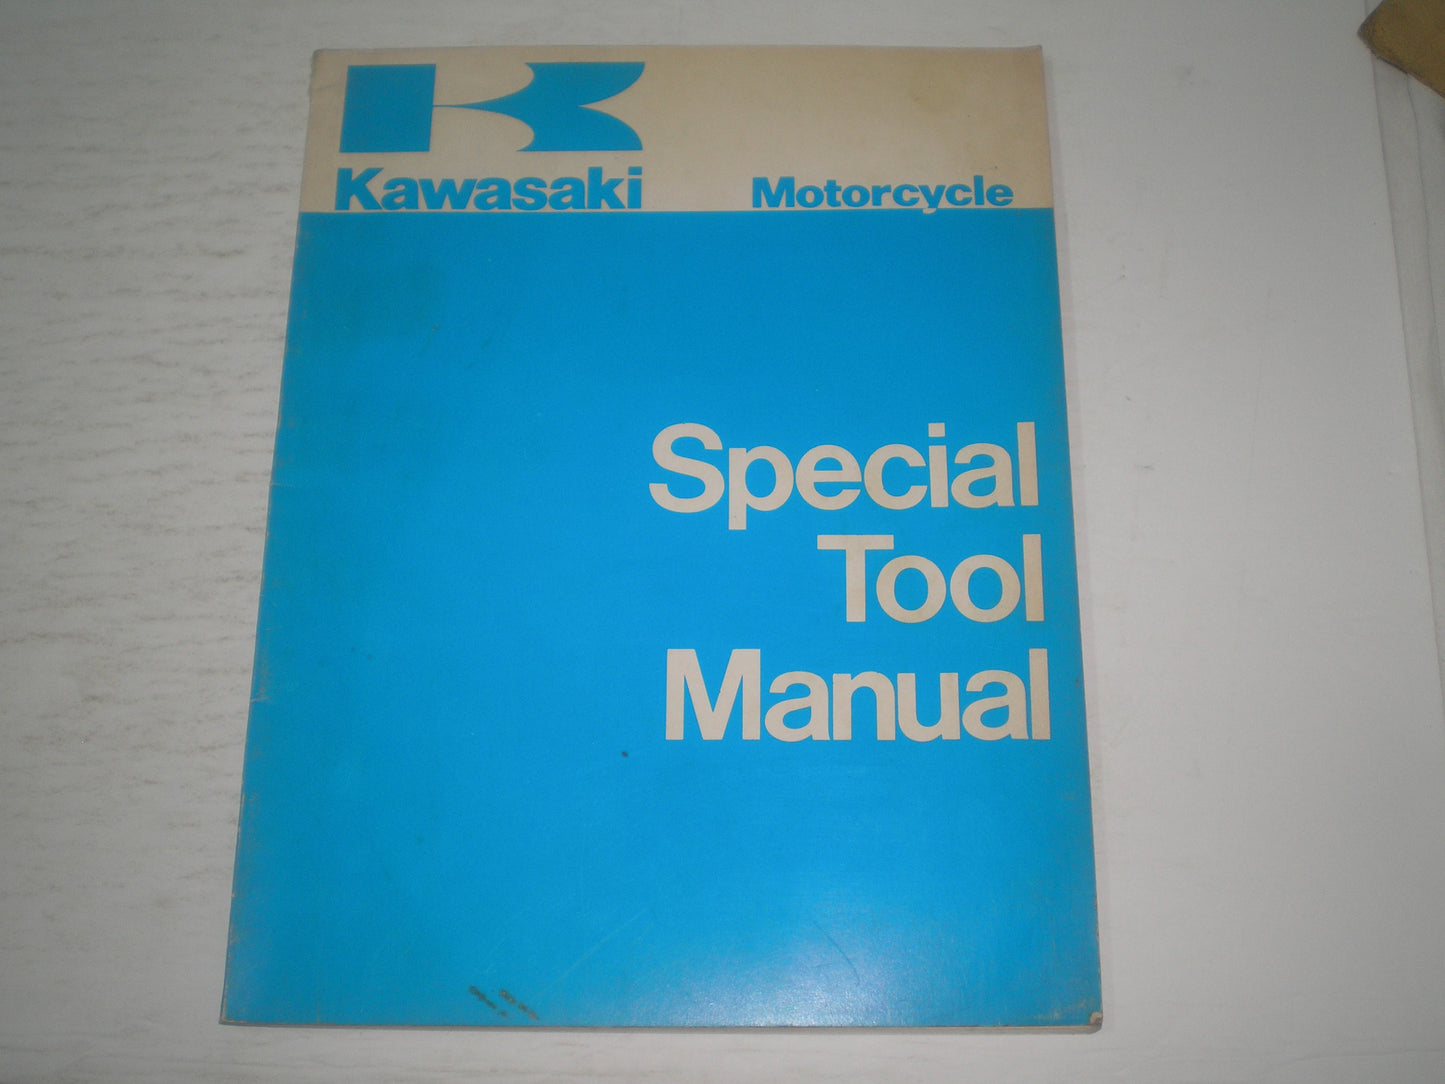 Kawasaki Motorcycle
Special
Tool
Manual